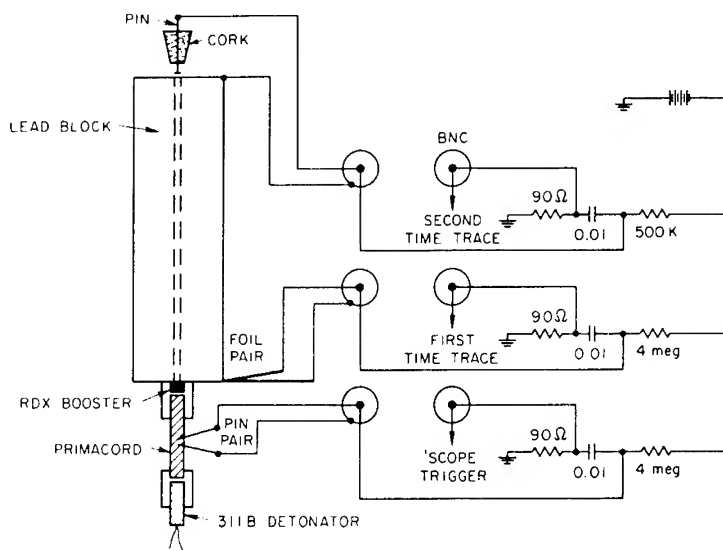 PIN
CORK
LEAD BLOCK
BNC
90Ω
SECOND
TIME TRACE
0.01
500 K
FOIL
PAIR
90Ω
FIRST
TIME TRACE
0.01
4 meg
RDX BOOSTER
PIN
PAIR
PRIMACORD
90Ω
'SCOPE
TRIGGER
0.01
4 meg
311B DETONATOR